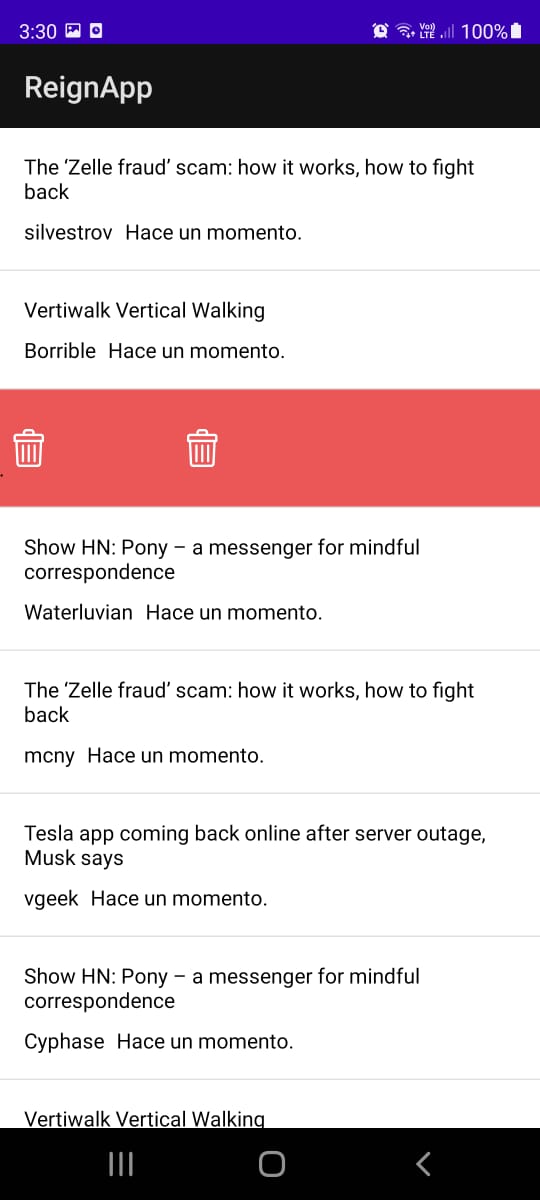 3:30 Vo)) LTE 100%
ReignApp
The ‘Zelle fraud’ scam: how it works, how to fight
back
silvestrov Hace un momento.
Vertiwalk Vertical Walking
Borrible Hace un momento.
.
Show HN: Pony – a messenger for mindful
correspondence
Waterluvian Hace un momento.
The ‘Zelle fraud’ scam: how it works, how to fight
back
mcny Hace un momento.
Tesla app coming back online after server outage,
Musk says
vgeek Hace un momento.
Show HN: Pony – a messenger for mindful
correspondence
Cyphase Hace un momento.
Vertiwalk Vertical Walking